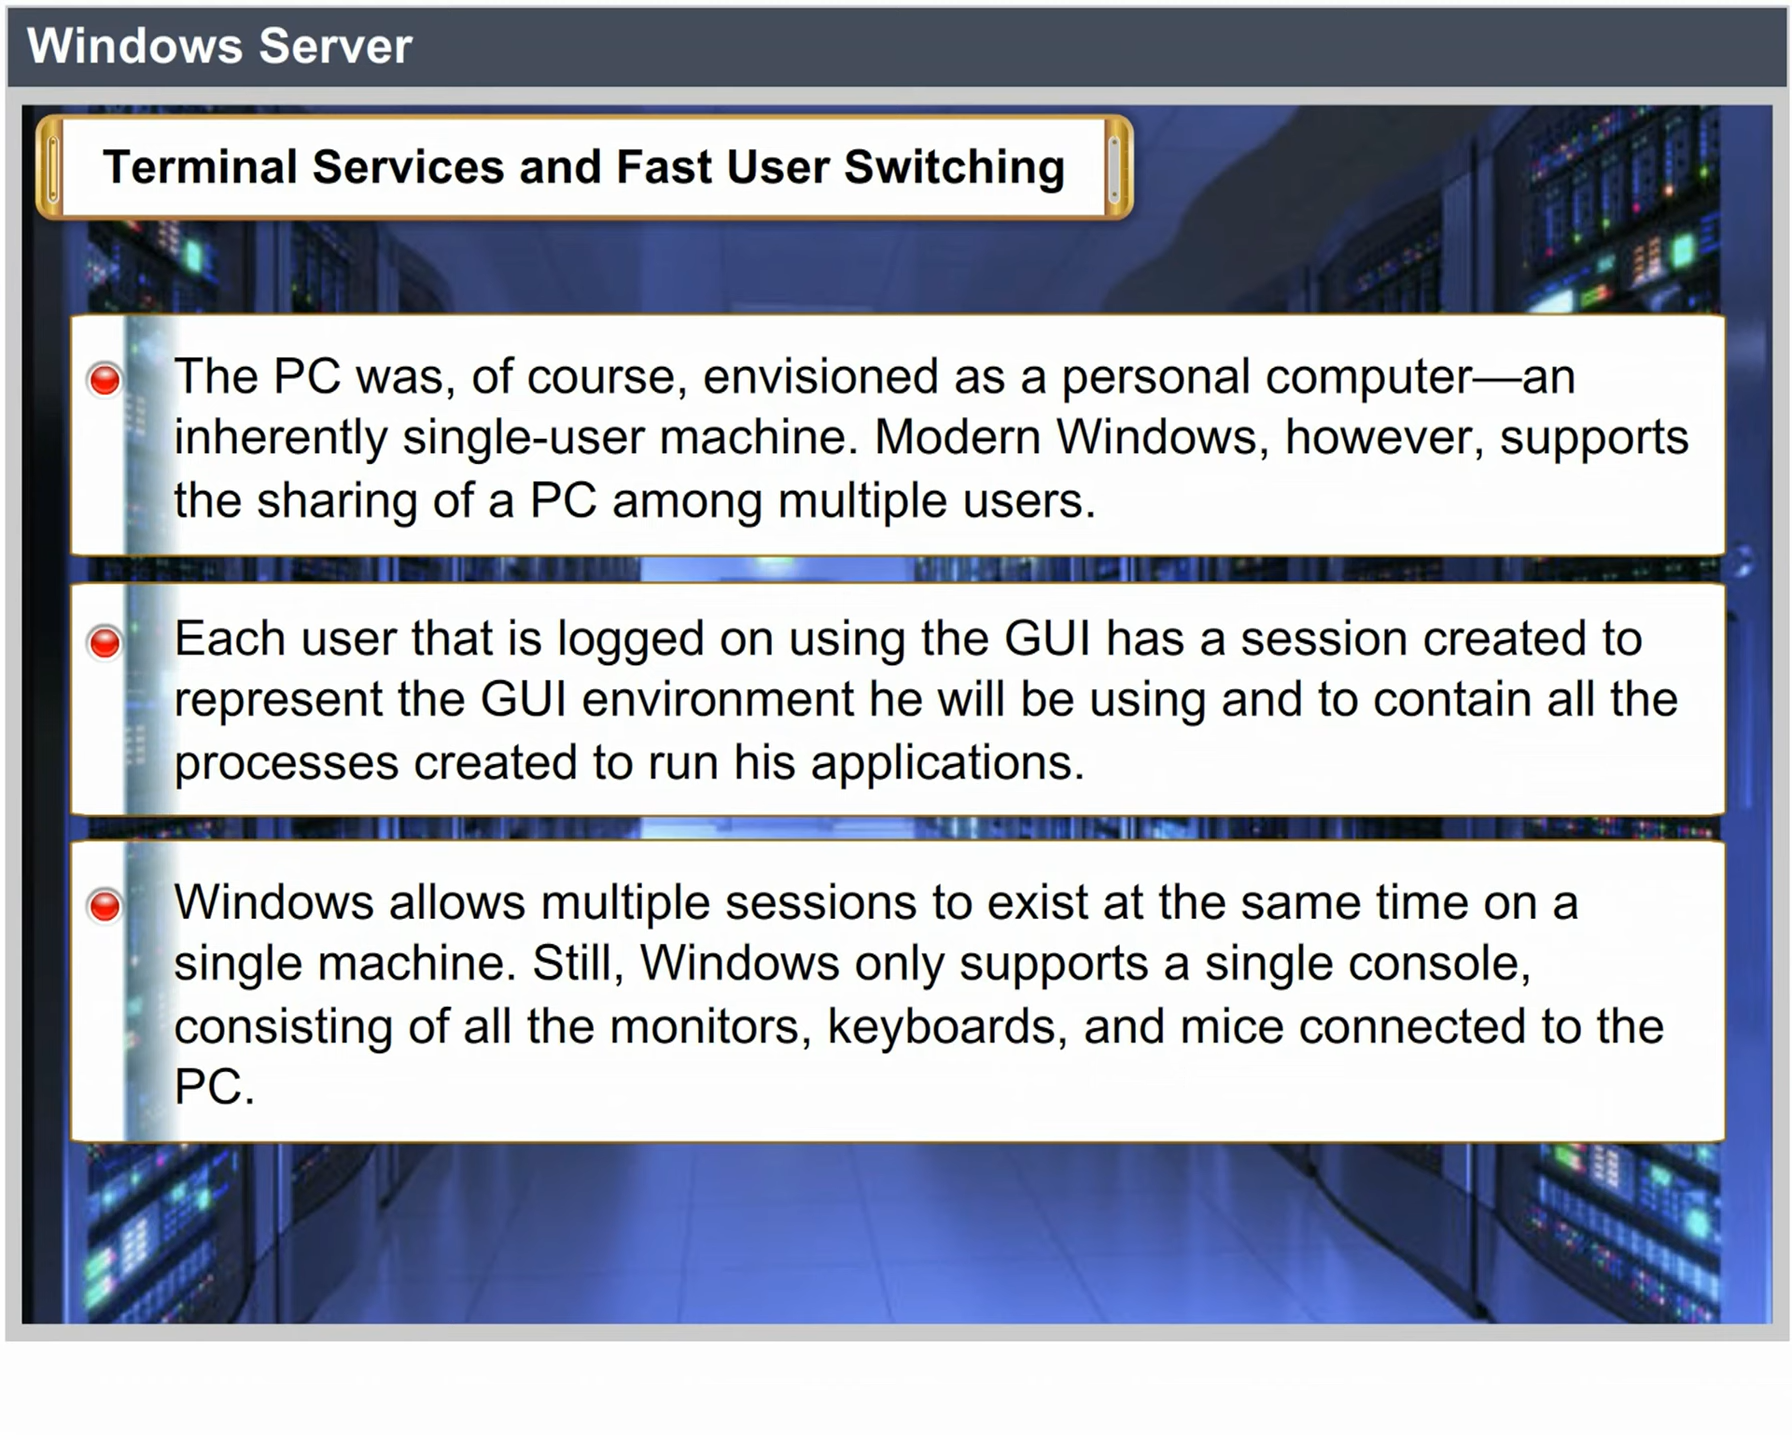 Windows Server
Terminal Services and Fast User Switching
The PC was, of course, envisioned as a personal computer—an
inherently single-user machine. Modern Windows, however, supports
the sharing of a PC among multiple users.
Each user that is logged on using the GUI has a session created to
represent the GUI environment he will be using and to contain all the
processes created to run his applications.
Windows allows multiple sessions to exist at the same time on a
single machine. Still, Windows only supports a single console,
consisting of all the monitors, keyboards, and mice connected to the
PC.